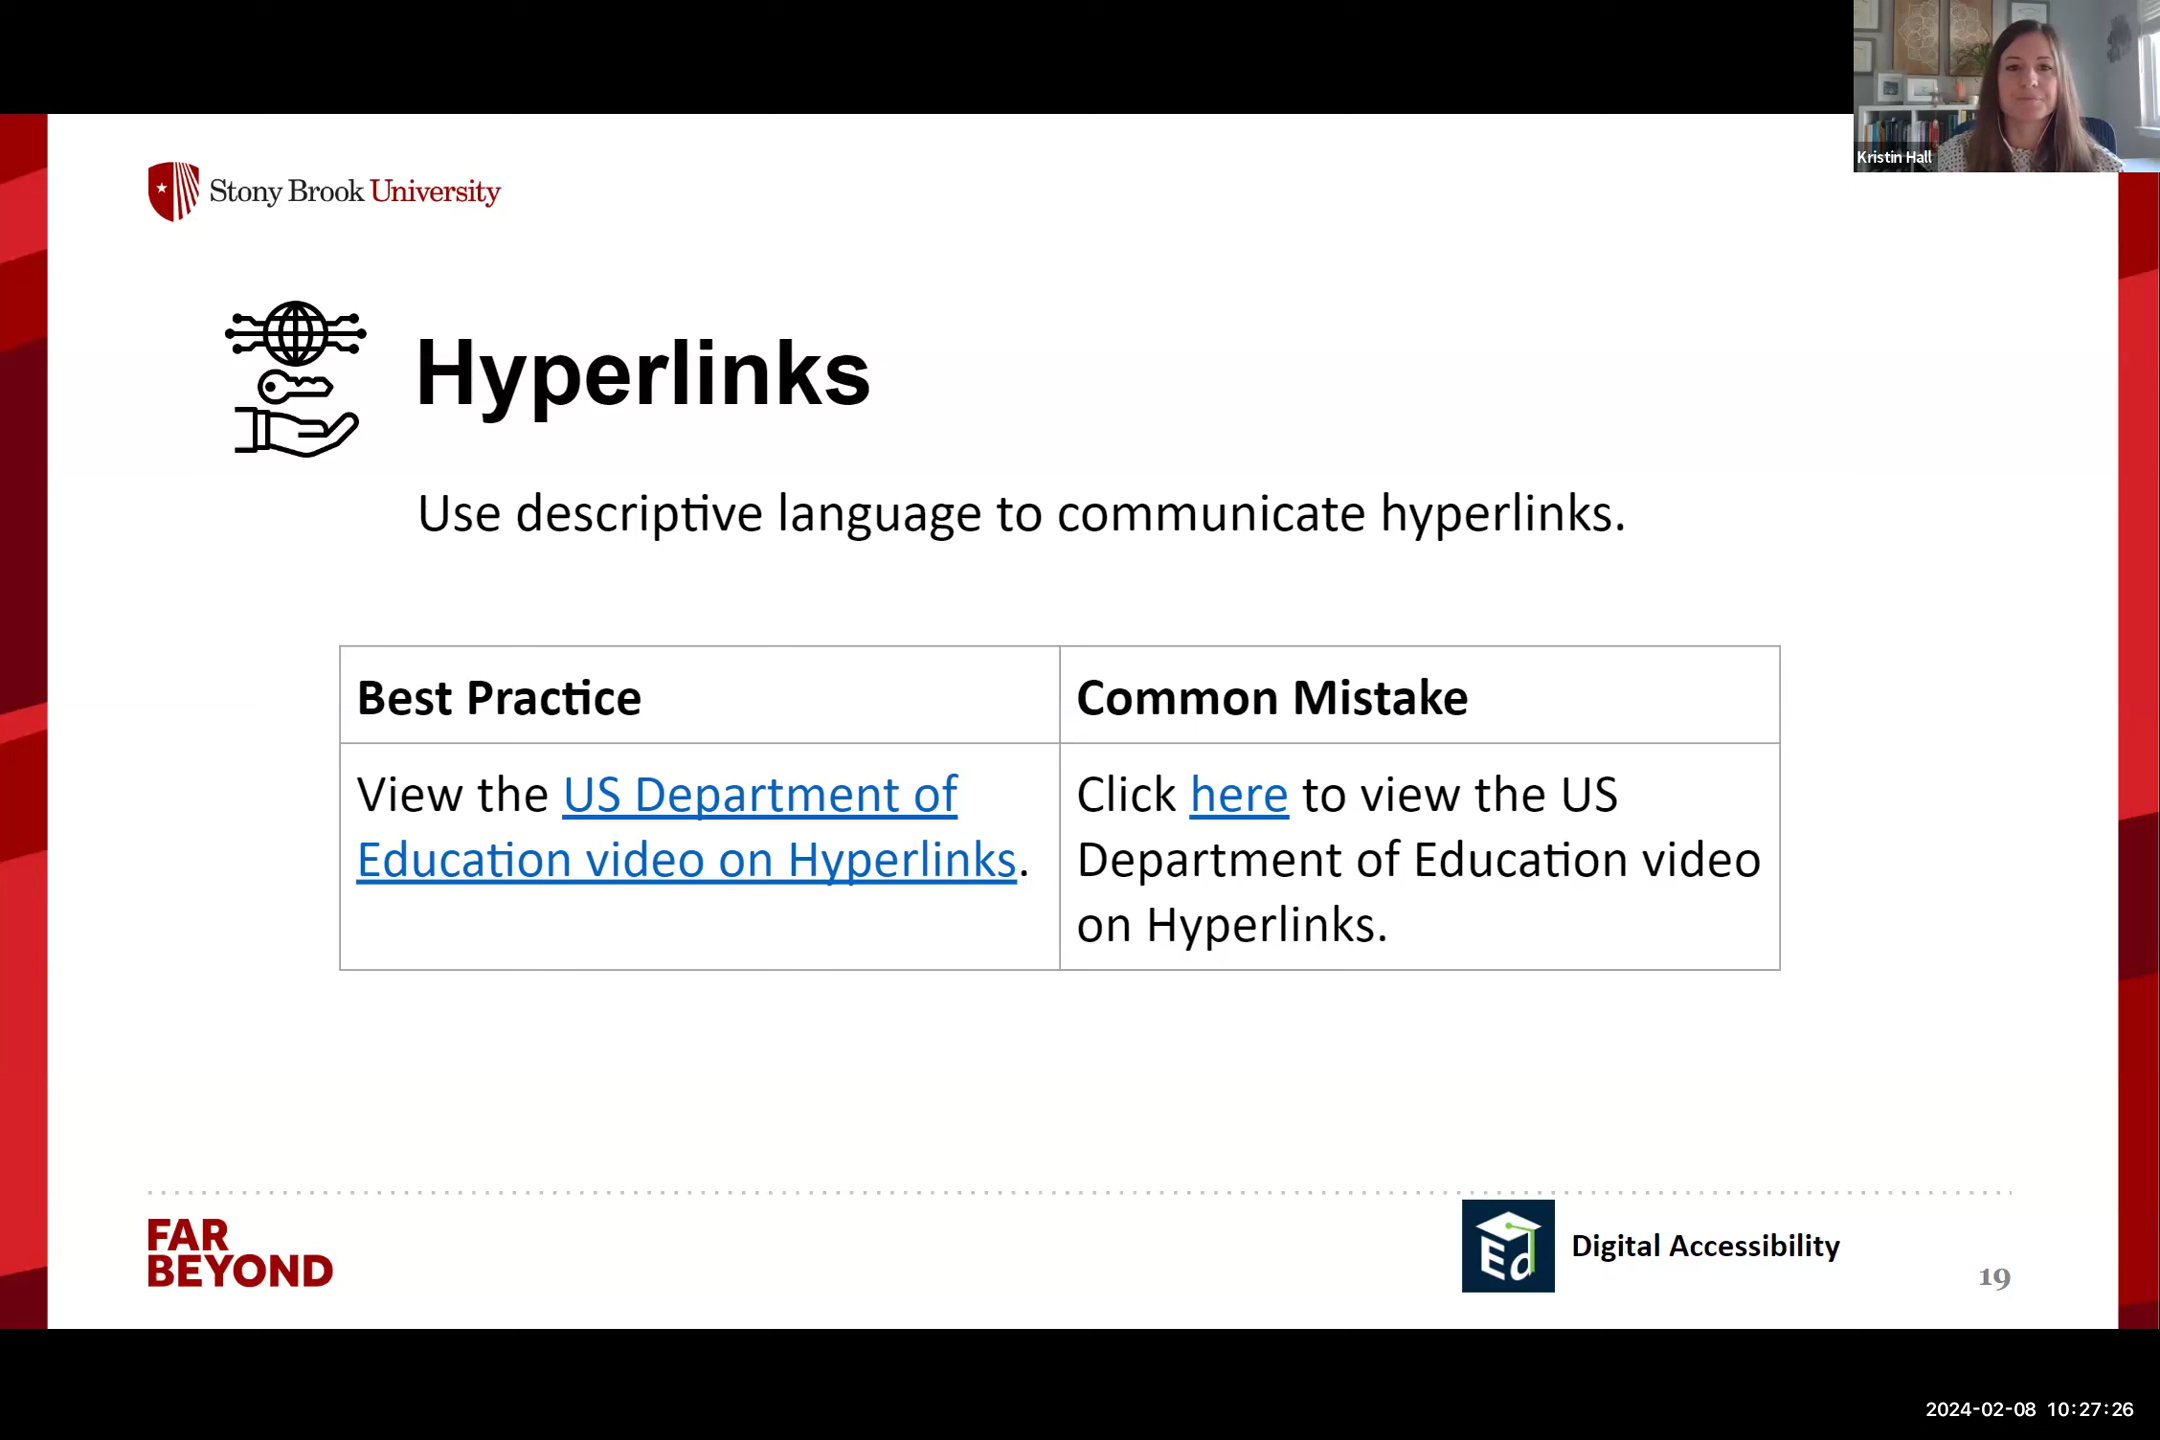 Kristin Hall
Stony Brook University
Hyperlinks
Use descriptive language to communicate hyperlinks.
Best Practice
Common Mistake
View the US Department of
Education video on Hyperlinks.
Click here to view the US
Department of Education video
on Hyperlinks.
FAR
BEYOND
Ed
Digital Accessibility
19
2024-02-08 10:27:26